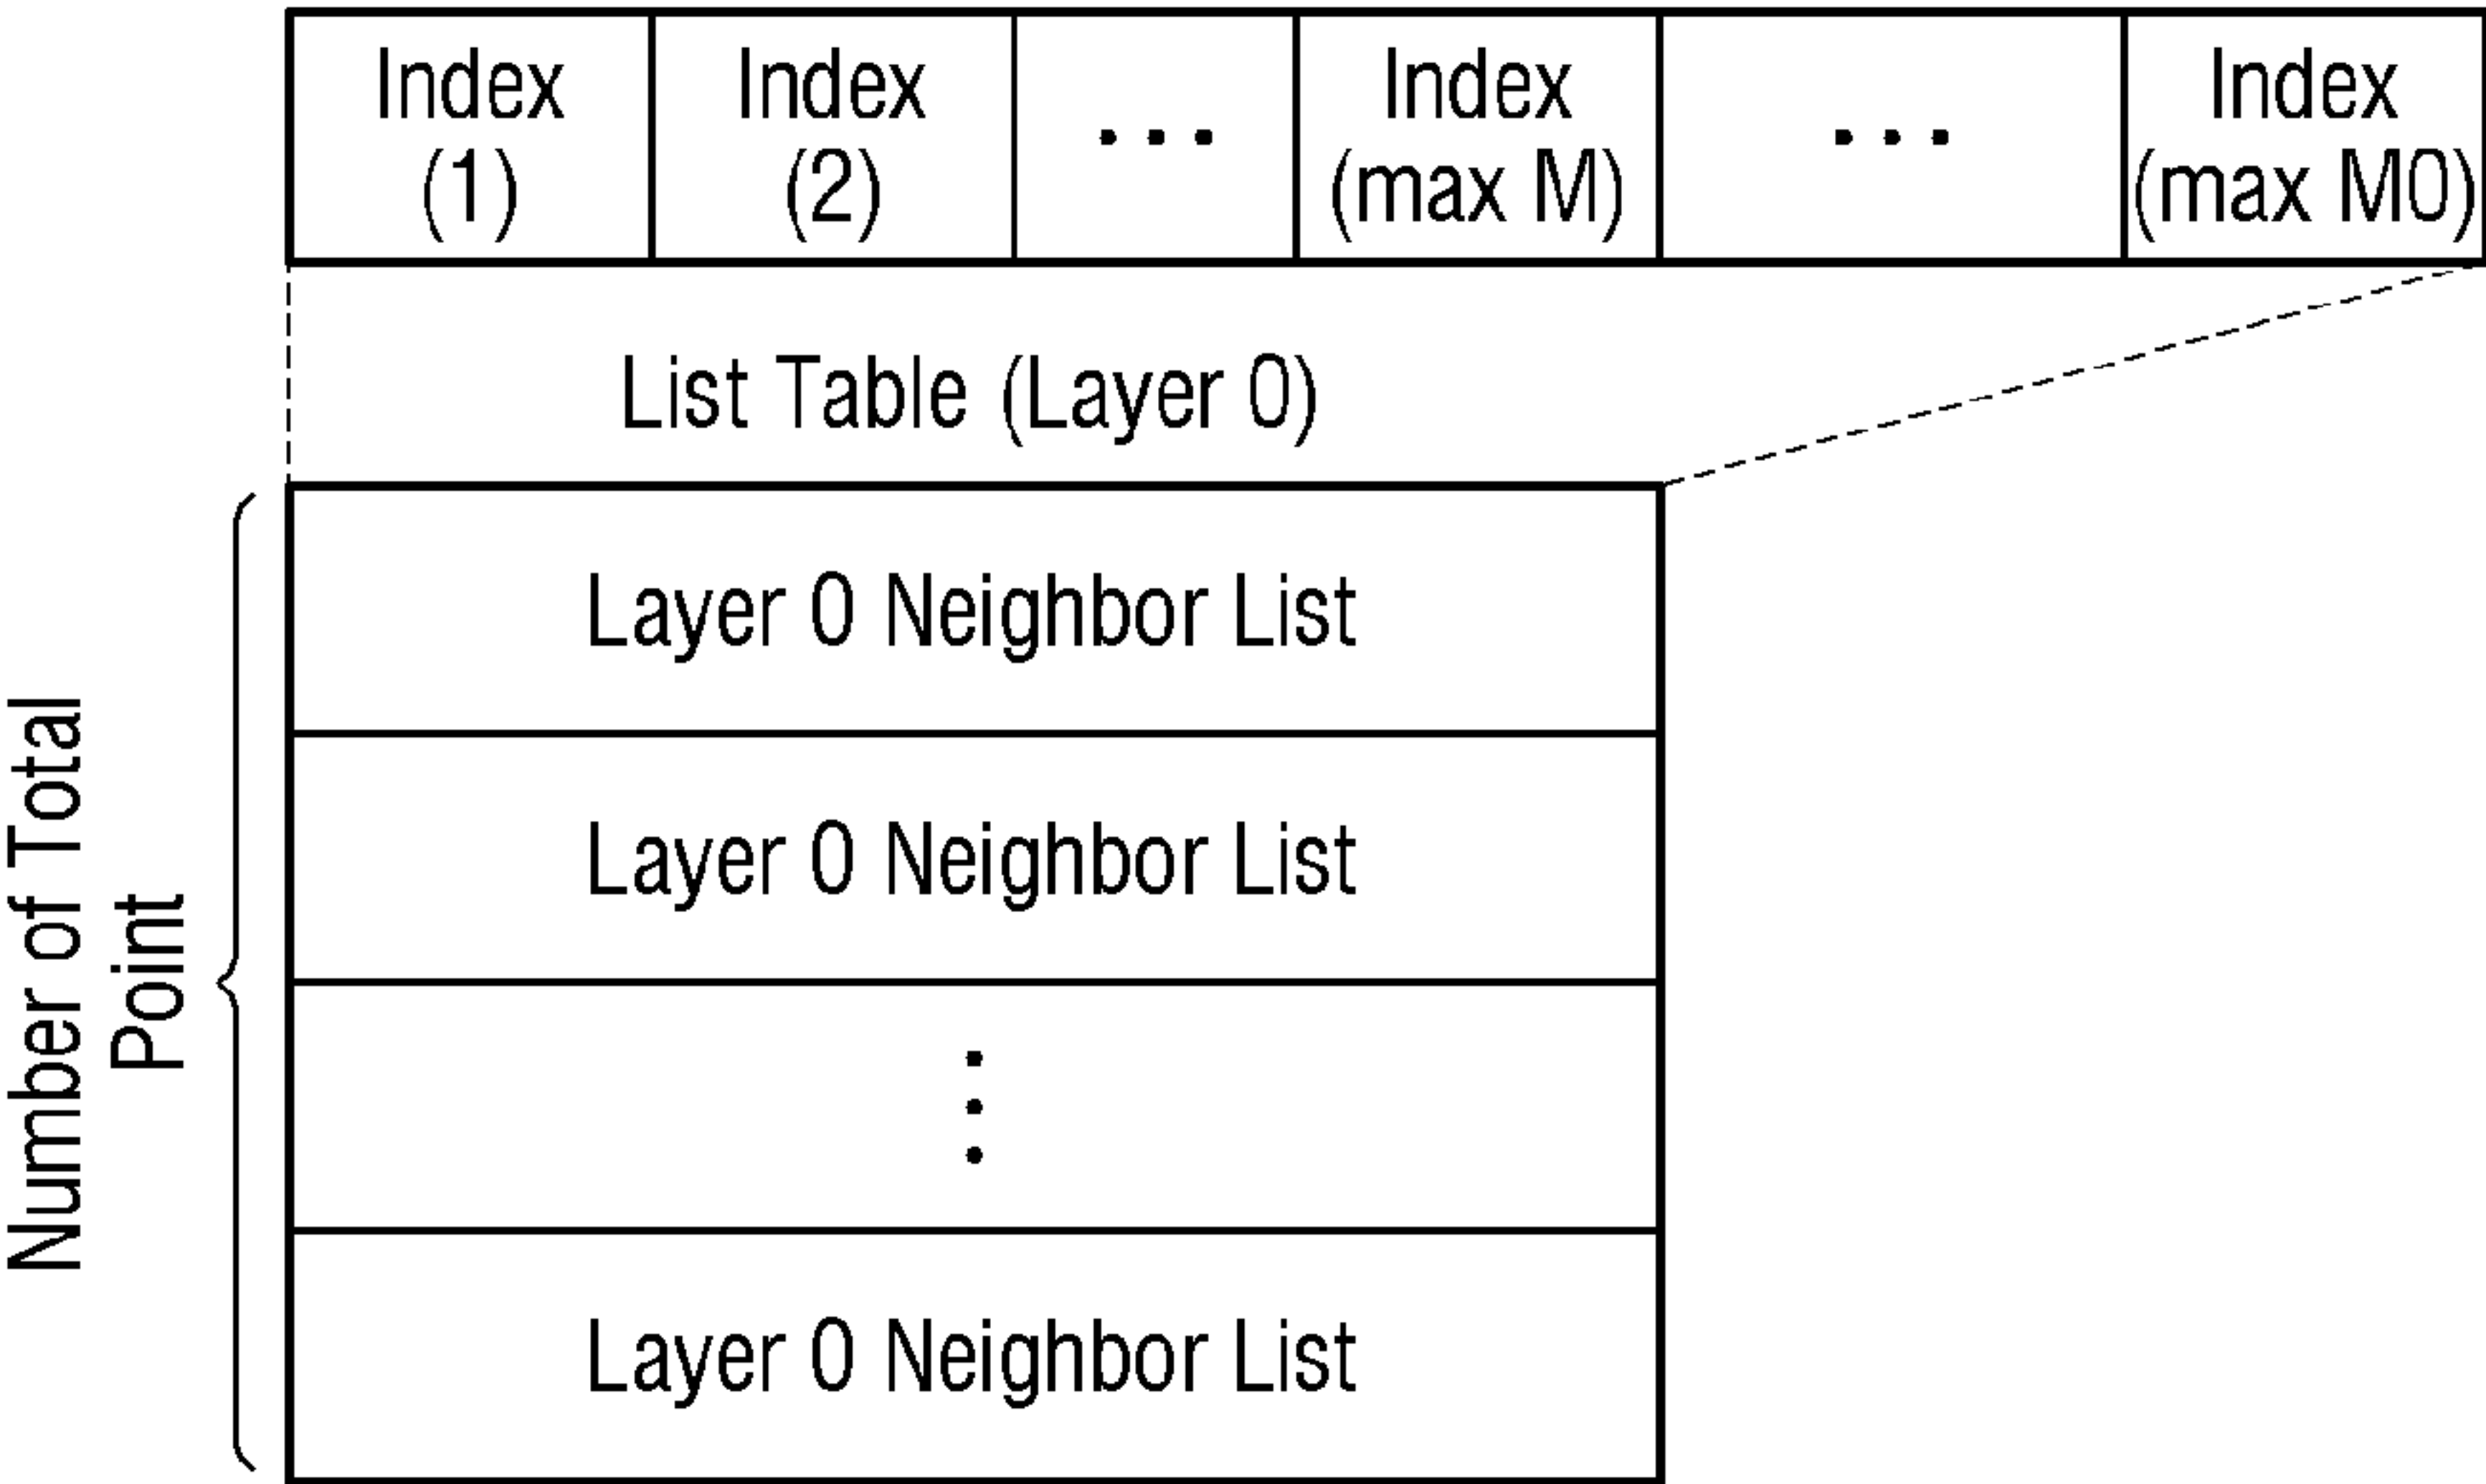 Index
(1)
Index
(2)
...
Index
(max M)
...
Index
(max M0)
List Table (Layer 0)
Number of Total
Point
Layer 0 Neighbor List
Layer 0 Neighbor List
Layer 0 Neighbor List